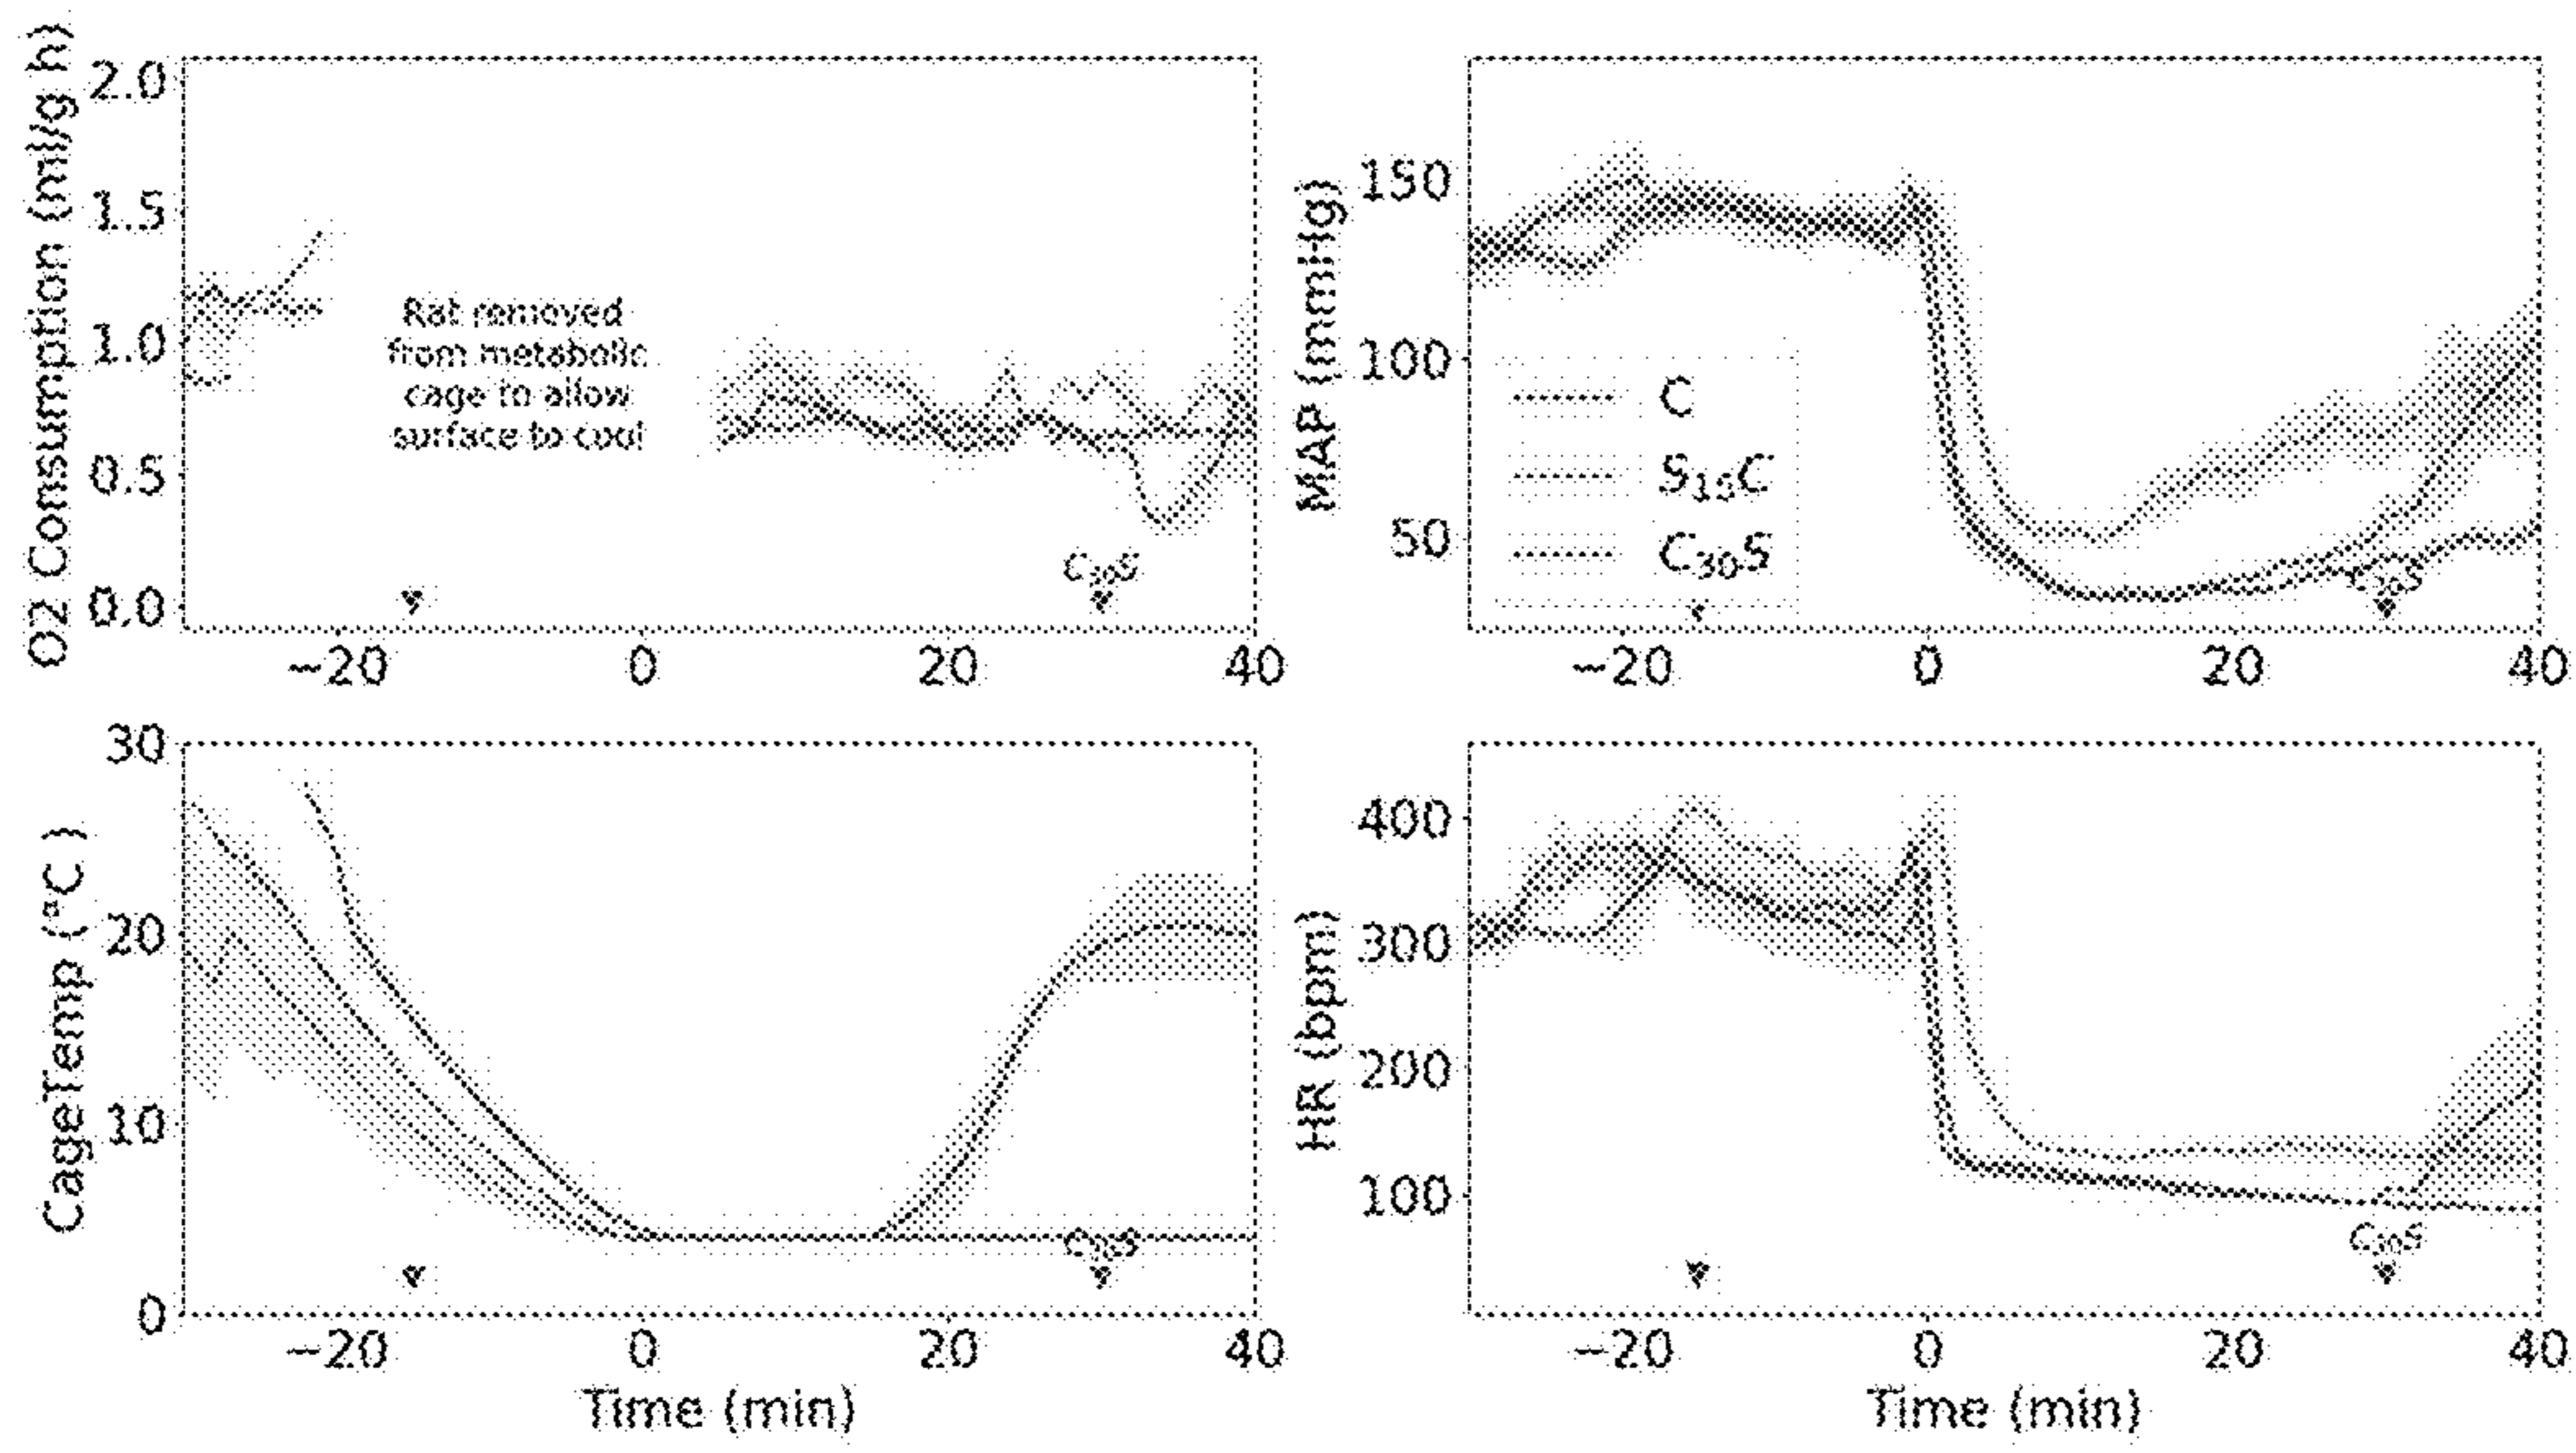 O2 Consumption (ml/g h)
2.0
1.5
1.0
0.5
0.0
Rat removed
from metabolic
cage to allow
surface to cool
C₃₀S
−20 0 20 40
MAP (mmHg)
150
100
50
C
S₁₅C
C₃₀S
C₃₀S
−20 0 20 40
CageTemp (°C )
30
20
10
0
C₃₀S
−20 0 20 40
Time (min)
HR (bpm)
400
300
200
100
C₃₀S
−20 0 20 40
Time (min)